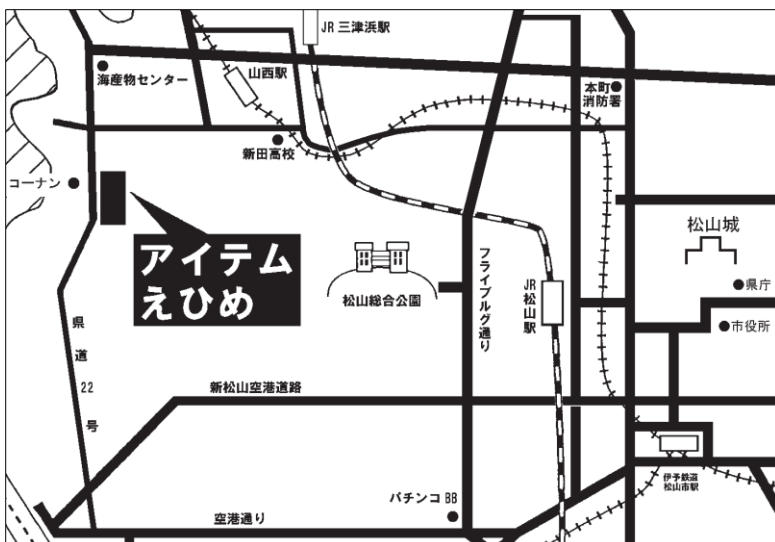 JR 三津浜駅
山西駅
海産物センター
本町
消防署
新田高校
コーナン
アイテム
えひめ
松山城
松山総合公園
フライブルグ通り
JR松山駅
県庁
市役所
県道22号
新松山空港道路
伊予鉄道
松山市駅
パチンコ BB
空港通り